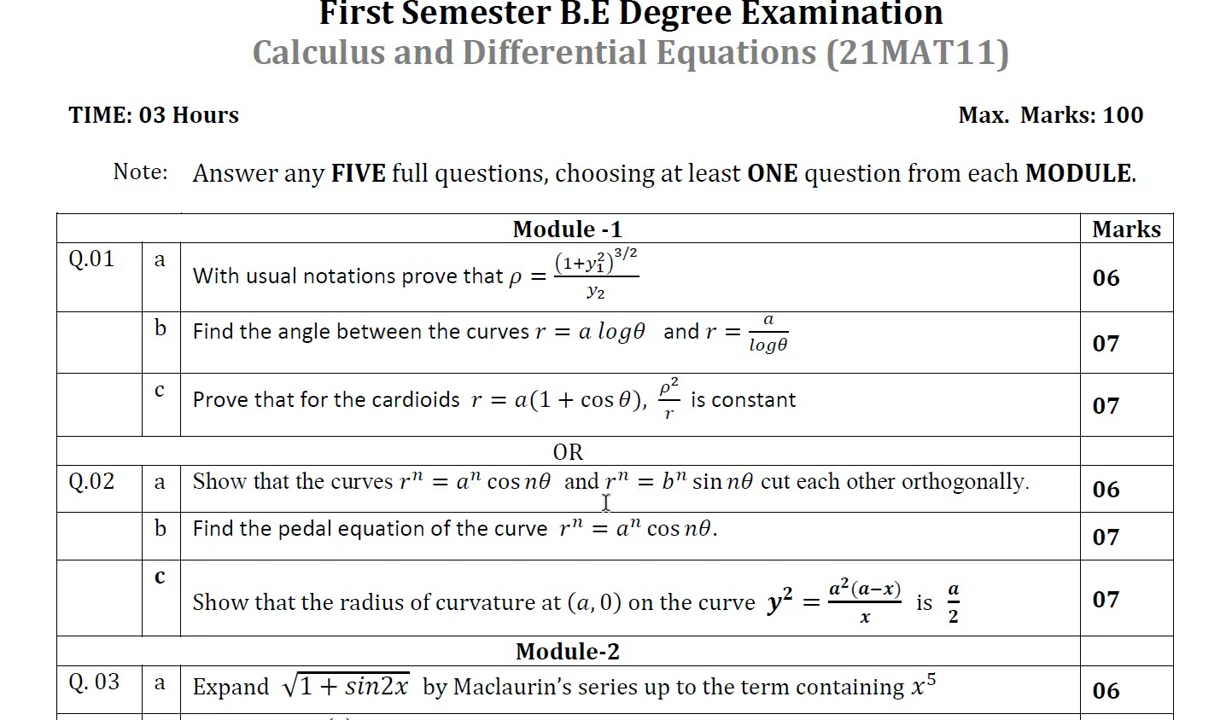 First Semester B.E Degree Examination
Calculus and Differential Equations (21MAT11)
TIME: 03 Hours Max. Marks: 100
Note: Answer any FIVE full questions, choosing at least ONE question from each MODULE.
Module -1 Marks
Q.01 a With usual notations prove that ρ = (1+y₁²)^3/2 / y₂ 06
b Find the angle between the curves r = a logθ and r = a / logθ 07
c Prove that for the cardioids r = a(1 + cos θ), ρ²/r is constant 07
OR
Q.02 a Show that the curves rⁿ = aⁿ cos nθ and rⁿ = bⁿ sin nθ cut each other orthogonally. 06
b Find the pedal equation of the curve rⁿ = aⁿ cos nθ. 07
c Show that the radius of curvature at (a, 0) on the curve y² = a²(a−x) / x is a/2 07
Module-2
Q. 03 a Expand √1 + sin2x by Maclaurin's series up to the term containing x⁵ 06